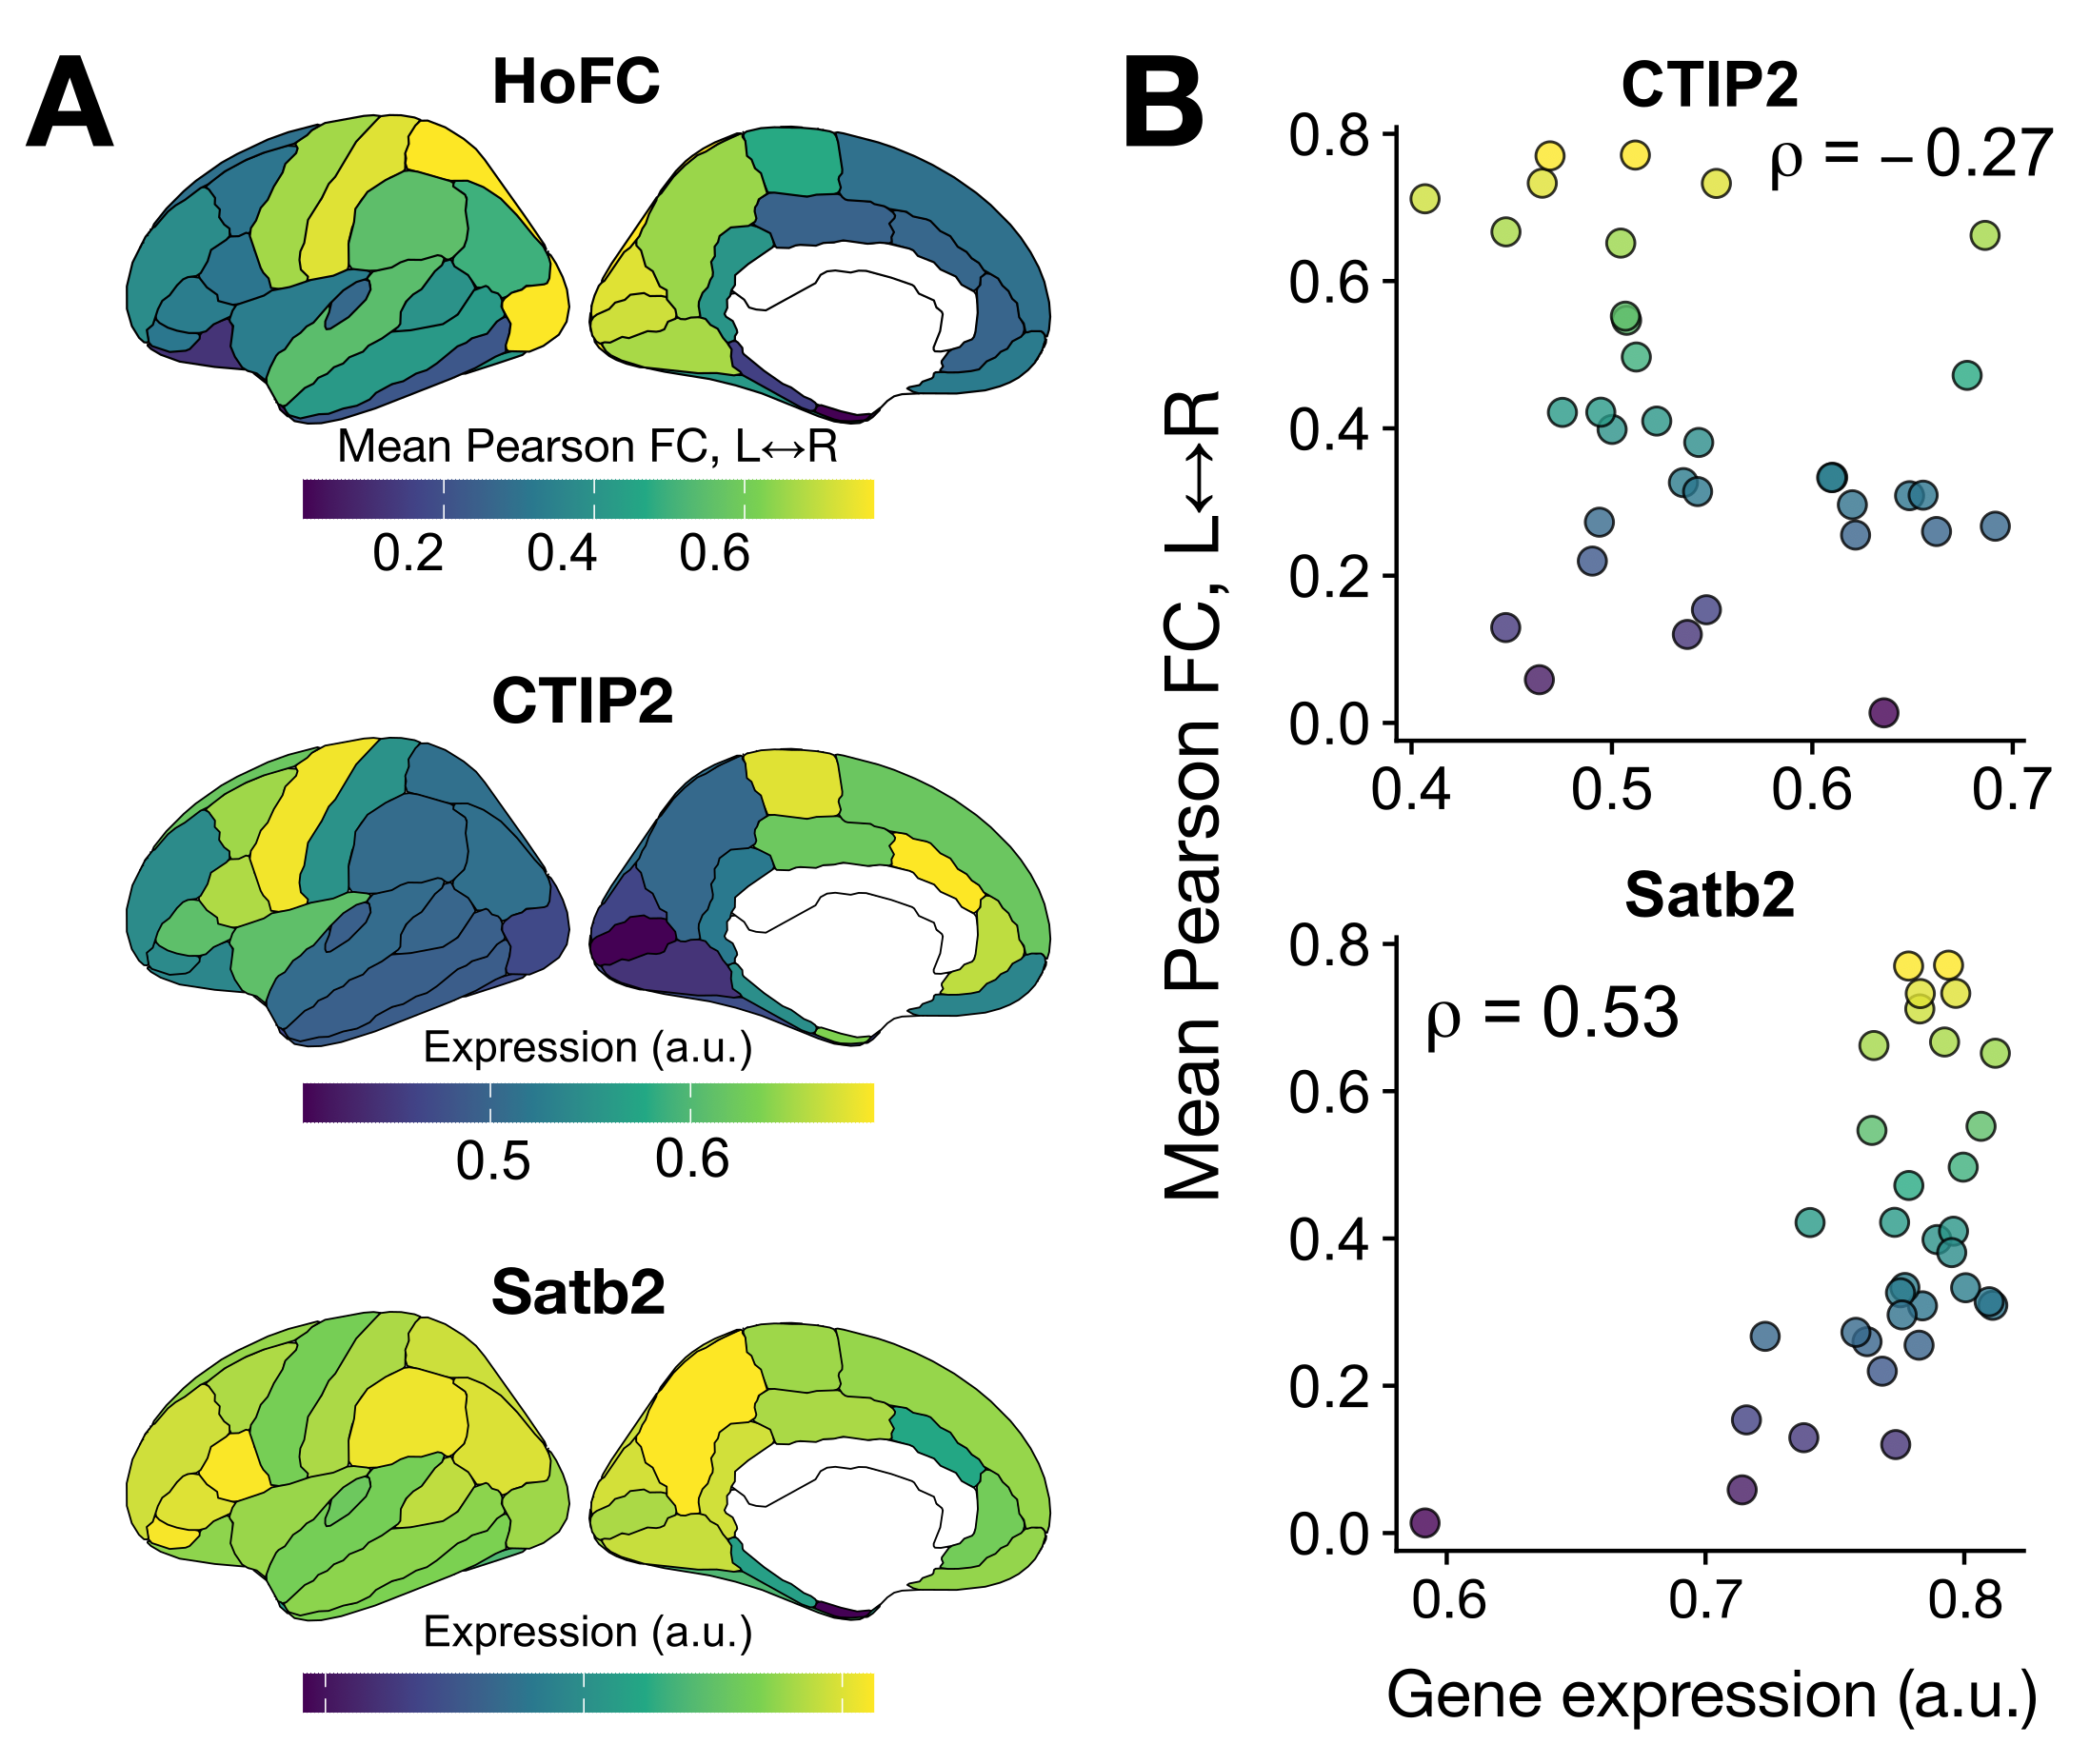 A
HoFC
Mean Pearson FC, L↔R
0.2 0.4 0.6
CTIP2
Expression (a.u.)
0.5 0.6
Satb2
Expression (a.u.)
B
Mean Pearson FC, L↔R
CTIP2
ρ = −0.27
0.8
0.6
0.4
0.2
0.0
0.4 0.5 0.6 0.7
Satb2
ρ = 0.53
0.8
0.6
0.4
0.2
0.0
0.6 0.7 0.8
Gene expression (a.u.)